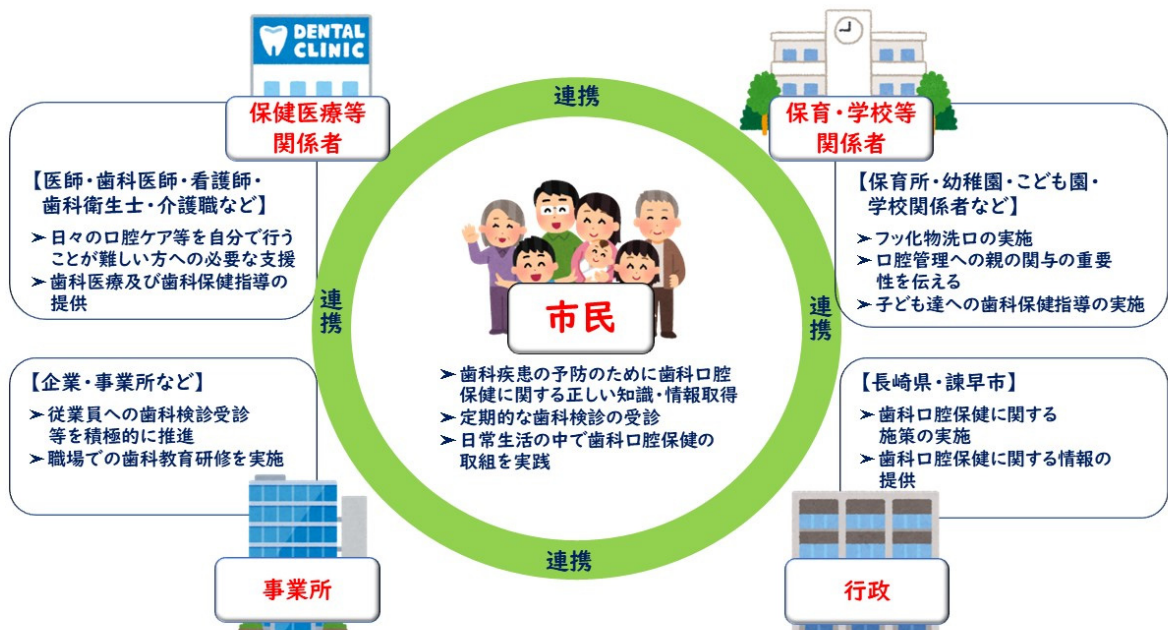 DENTAL
CLINIC
保健医療等
関係者
【医師・歯科医師・看護師・
歯科衛生士・介護職など】
➤日々の口腔ケア等を自分で行う
ことが難しい方への必要な支援
➤歯科医療及び歯科保健指導の
提供
連携
保育・学校等
関係者
【保育所・幼稚園・こども園・
学校関係者など】
➤フッ化物洗口の実施
➤口腔管理への親の関与の重要
性を伝える
➤子ども達への歯科保健指導の実施
連携
連携
市民
➤歯科疾患の予防のために歯科口腔
保健に関する正しい知識・情報取得
➤定期的な歯科検診の受診
➤日常生活の中で歯科口腔保健の
取組を実践
【企業・事業所など】
➤従業員への歯科検診受診
等を積極的に推進
➤職場での歯科教育研修を実施
事業所
【長崎県・諫早市】
➤歯科口腔保健に関する
施策の実施
➤歯科口腔保健に関する情報の
提供
行政
連携